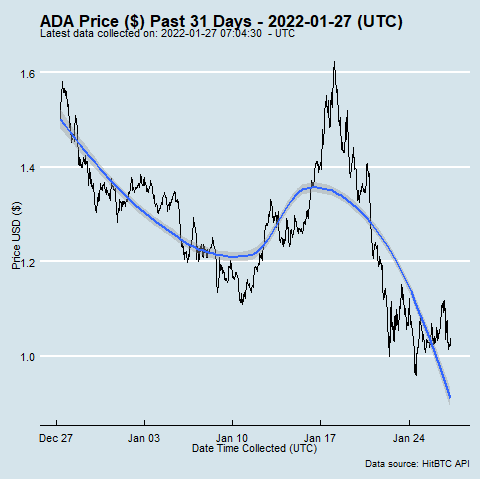 ADA Price ($) Past 31 Days - 2022-01-27 (UTC)
Latest data collected on: 2022-01-27 07:04:30 - UTC
1.6
1.4
1.2
1.0
Price USD ($)
Dec 27 Jan 03 Jan 10 Jan 17 Jan 24
Date Time Collected (UTC)
Data source: HitBTC API